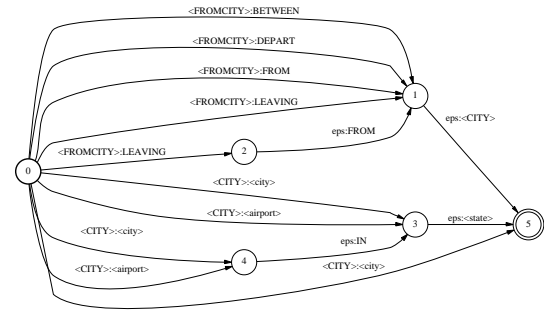 <FROMCITY>:BETWEEN
<FROMCITY>:DEPART
<FROMCITY>:FROM
<FROMCITY>:LEAVING
1
eps:<CITY>
eps:FROM
<FROMCITY>:LEAVING
2
0
<CITY>:<city>
<CITY>:<airport>
3
eps:<state>
5
<CITY>:<city>
eps:IN
<CITY>:<airport>
4
<CITY>:<city>